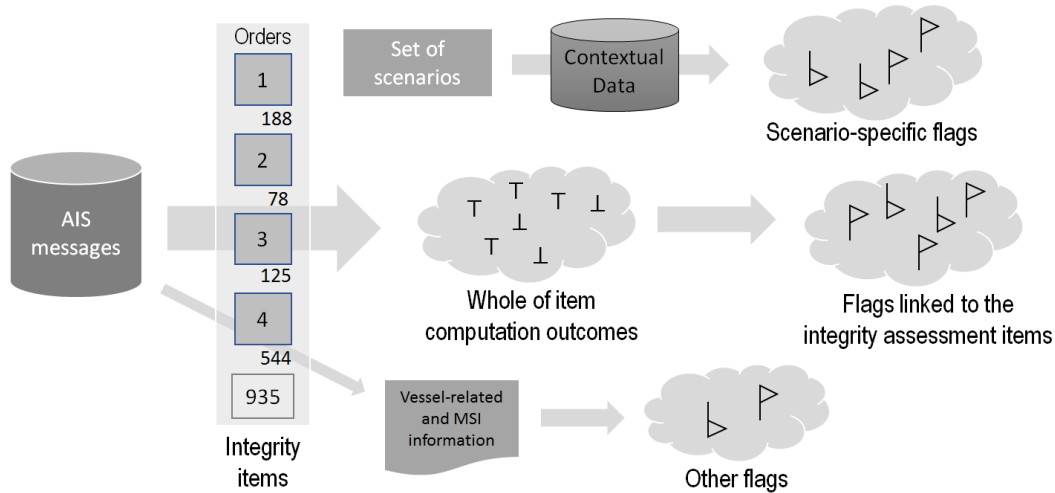 Orders
1
188
2
78
3
125
4
544
935
Integrity
items
AIS
messages
Set of
scenarios
Contextual
Data
Scenario-specific flags
Whole of item
computation outcomes
Flags linked to the
integrity assessment items
Vessel-related
and MSI
information
Other flags